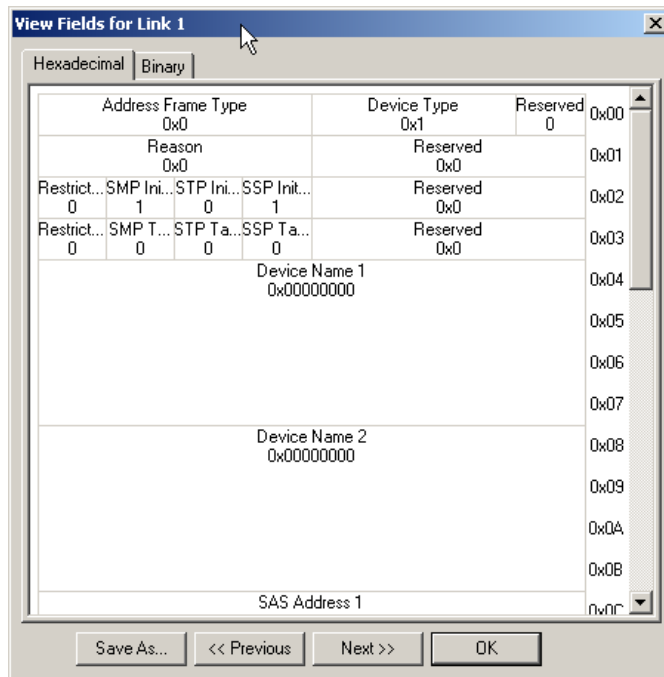 View Fields for Link 1
Hexadecimal Binary
Address Frame Type Device Type Reserved 0x00
0x0 0x1 0
Reason Reserved 0x01
0x0 0x0
Restrict... SMP Ini... STP Ini... SSP Init... Reserved 0x02
0 1 0 1 0x0
Restrict... SMP T... STP Ta... SSP Ta... Reserved 0x03
0 0 0 0 0x0
Device Name 1 0x04
0x00000000
0x05
0x06
0x07
Device Name 2 0x08
0x00000000
0x09
0x0A
0x0B
SAS Address 1 0x0C
Save As... << Previous Next >> OK